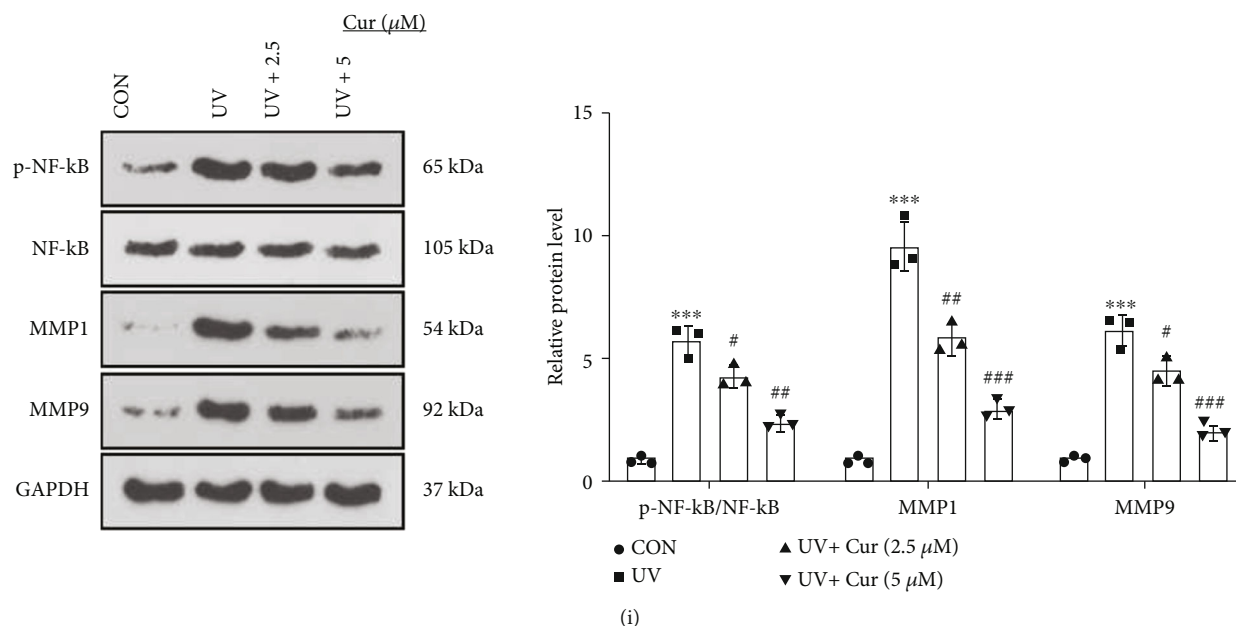 Cur (μM)
CON
UV
UV + 2.5
UV + 5
p-NF-kB
65 kDa
NF-kB
105 kDa
MMP1
54 kDa
MMP9
92 kDa
GAPDH
37 kDa
Relative protein level
15
10
5
0
***
#
##
***
##
###
***
#
###
p-NF-kB/NF-kB
MMP1
MMP9
CON
UV
UV+ Cur (2.5 μM)
UV+ Cur (5 μM)
(i)